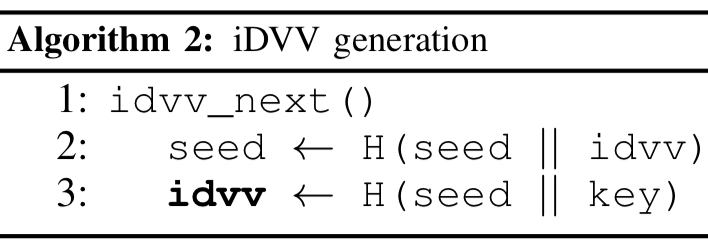 Algorithm 2: iDVV generation
1: idvv_next()
2: seed ← H(seed || idvv)
3: idvv ← H(seed || key)